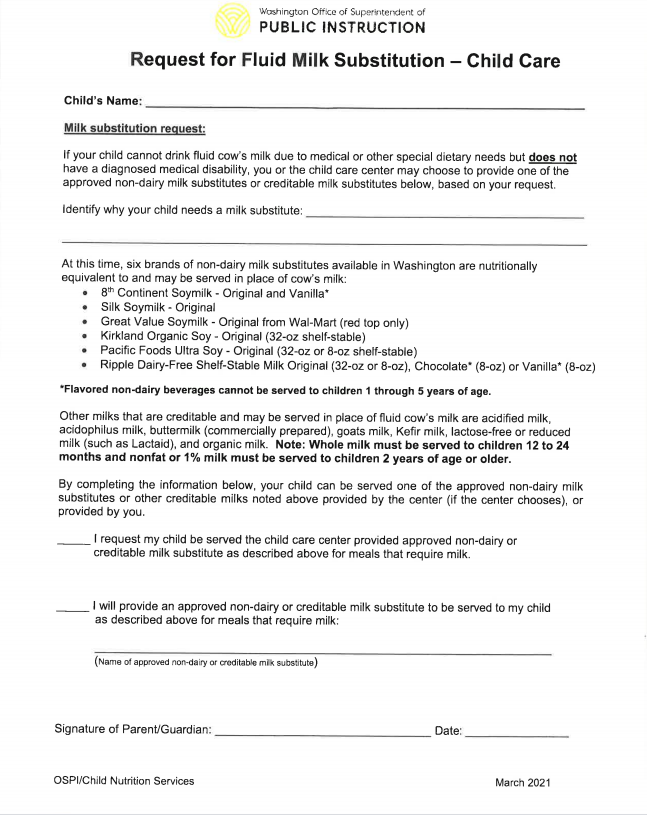 Washington Office of Superintendent of
PUBLIC INSTRUCTION
Request for Fluid Milk Substitution – Child Care
Child's Name:
Milk substitution request:
If your child cannot drink fluid cow's milk due to medical or other special dietary needs but does not
have a diagnosed medical disability, you or the child care center may choose to provide one of the
approved non-dairy milk substitutes or creditable milk substitutes below, based on your request.
Identify why your child needs a milk substitute:
At this time, six brands of non-dairy milk substitutes available in Washington are nutritionally
equivalent to and may be served in place of cow's milk:
• 8th Continent Soymilk - Original and Vanilla*
• Silk Soymilk - Original
• Great Value Soymilk - Original from Wal-Mart (red top only)
• Kirkland Organic Soy - Original (32-oz shelf-stable)
• Pacific Foods Ultra Soy - Original (32-oz or 8-oz shelf-stable)
• Ripple Dairy-Free Shelf-Stable Milk Original (32-oz or 8-oz), Chocolate* (8-oz) or Vanilla* (8-oz)
*Flavored non-dairy beverages cannot be served to children 1 through 5 years of age.
Other milks that are creditable and may be served in place of fluid cow's milk are acidified milk,
acidophilus milk, buttermilk (commercially prepared), goats milk, Kefir milk, lactose-free or reduced
milk (such as Lactaid), and organic milk. Note: Whole milk must be served to children 12 to 24
months and nonfat or 1% milk must be served to children 2 years of age or older.
By completing the information below, your child can be served one of the approved non-dairy milk
substitutes or other creditable milks noted above provided by the center (if the center chooses), or
provided by you.
I request my child be served the child care center provided approved non-dairy or
creditable milk substitute as described above for meals that require milk.
I will provide an approved non-dairy or creditable milk substitute to be served to my child
as described above for meals that require milk:
(Name of approved non-dairy or creditable milk substitute)
Signature of Parent/Guardian: Date:
OSPI/Child Nutrition Services March 2021